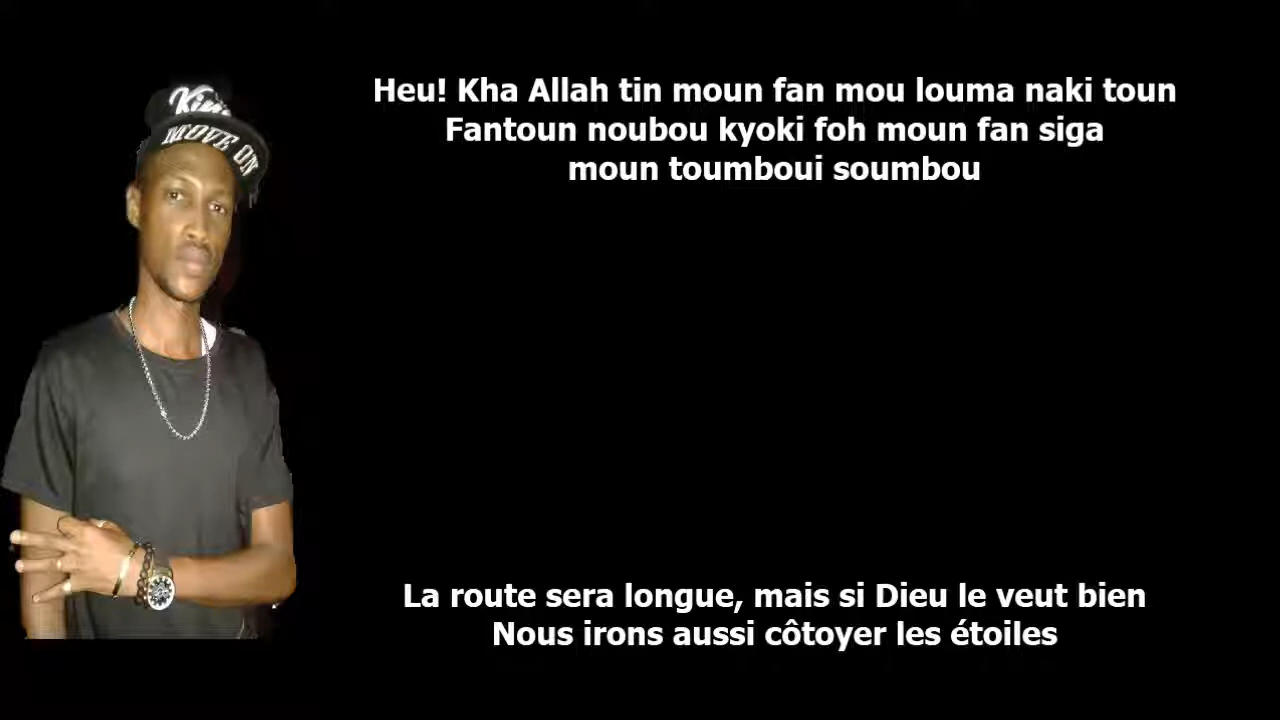 King
MOVE ON
Heu! Kha Allah tin moun fan mou louma naki toun
Fantoun noubou kyoki foh moun fan siga
moun toumboui soumbou
La route sera longue, mais si Dieu le veut bien
Nous irons aussi côtoyer les étoiles